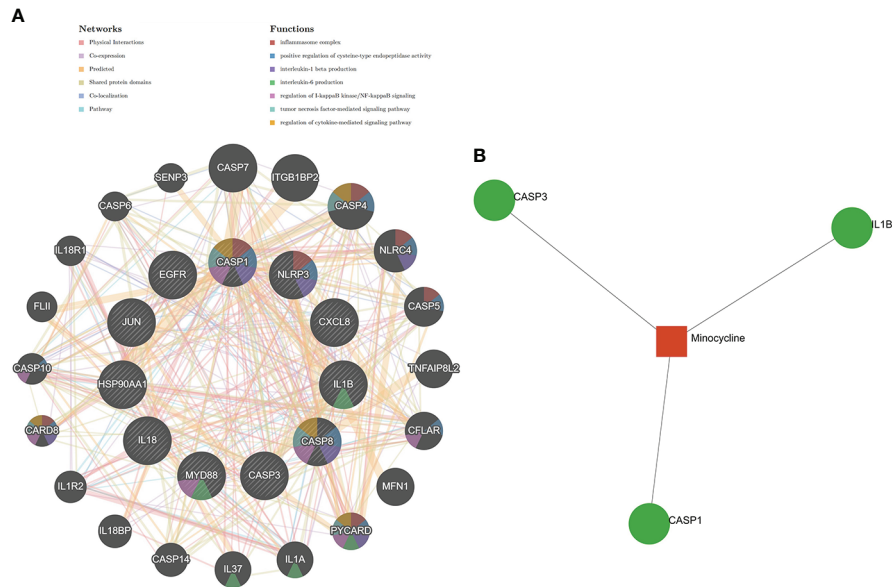 A
Networks
Physical Interactions
Co-expression
Predicted
Shared protein domains
Co-localization
Pathway
Functions
inflammasome complex
positive regulation of cysteine-type endopeptidase activity
interleukin-1 beta production
interleukin-6 production
regulation of I-kappaB kinase/NF-kappaB signaling
tumor necrosis factor-mediated signaling pathway
regulation of cytokine-mediated signaling pathway
CASP7
SENP3
ITGB1BP2
CASP6
CASP4
IL18R1
NLRC4
CASP1
EGFR
NLRP3
FLII
CASP5
JUN
CXCL8
CASP10
TNFAIP8L2
HSP90AA1
IL1B
CARD8
CFLAR
IL18
CASP8
MYD88
CASP3
IL1R2
MFN1
IL18BP
PYCARD
CASP14
IL37
IL1A
B
CASP3
IL1B
Minocycline
CASP1